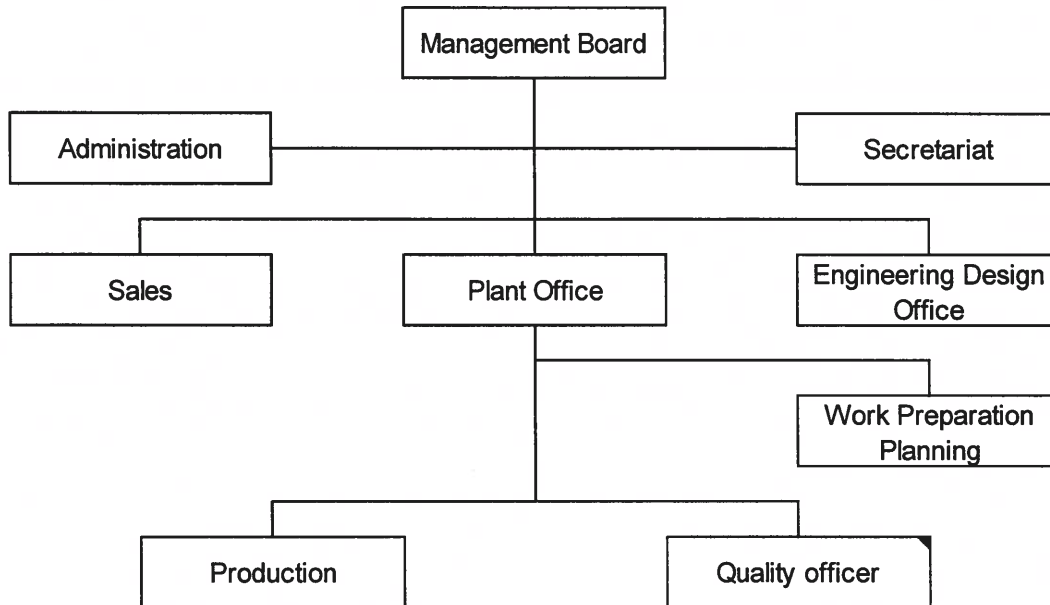 Management Board
Administration
Secretariat
Sales
Plant Office
Engineering Design
Office
Work Preparation
Planning
Production
Quality officer